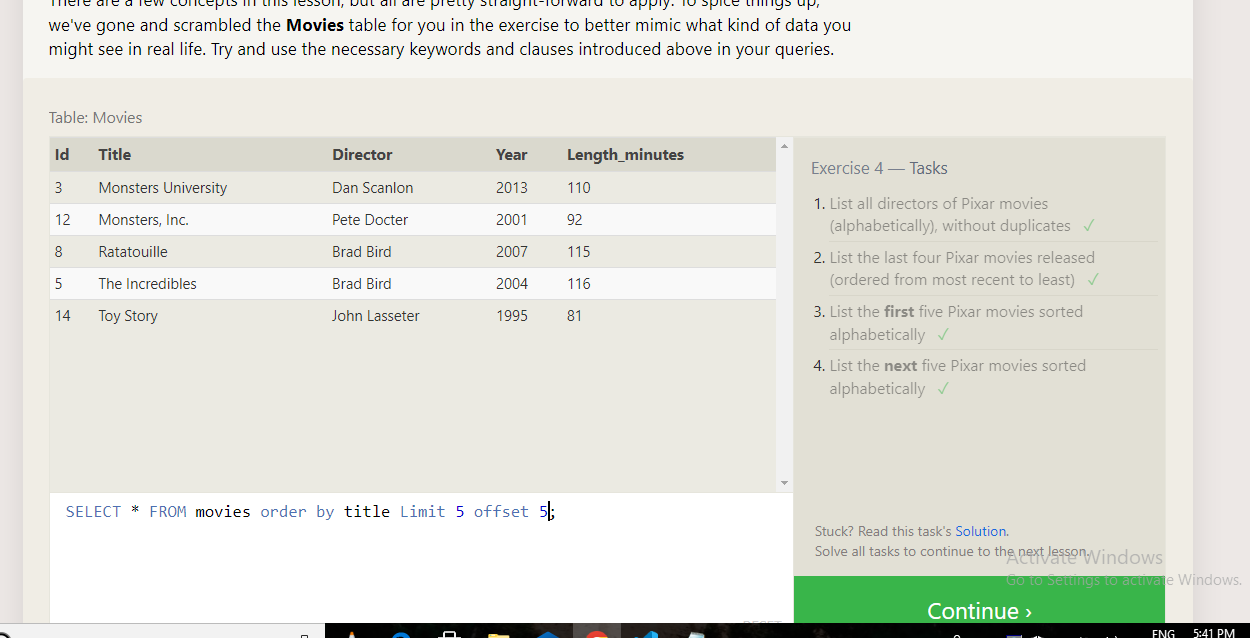 There are a few concepts in this lesson, but all are pretty straight-forward to apply. To spice things up,
we've gone and scrambled the Movies table for you in the exercise to better mimic what kind of data you
might see in real life. Try and use the necessary keywords and clauses introduced above in your queries.
Table: Movies
Id Title Director Year Length_minutes
3 Monsters University Dan Scanlon 2013 110
12 Monsters, Inc. Pete Docter 2001 92
8 Ratatouille Brad Bird 2007 115
5 The Incredibles Brad Bird 2004 116
14 Toy Story John Lasseter 1995 81
SELECT * FROM movies order by title Limit 5 offset 5;
Exercise 4 — Tasks
1. List all directors of Pixar movies
(alphabetically), without duplicates ✓
2. List the last four Pixar movies released
(ordered from most recent to least) ✓
3. List the first five Pixar movies sorted
alphabetically ✓
4. List the next five Pixar movies sorted
alphabetically ✓
Stuck? Read this task's Solution.
Solve all tasks to continue to the next lesson.
Activate Windows
Go to Settings to activate Windows.
Continue ›
RESET
ENG 5:41 PM